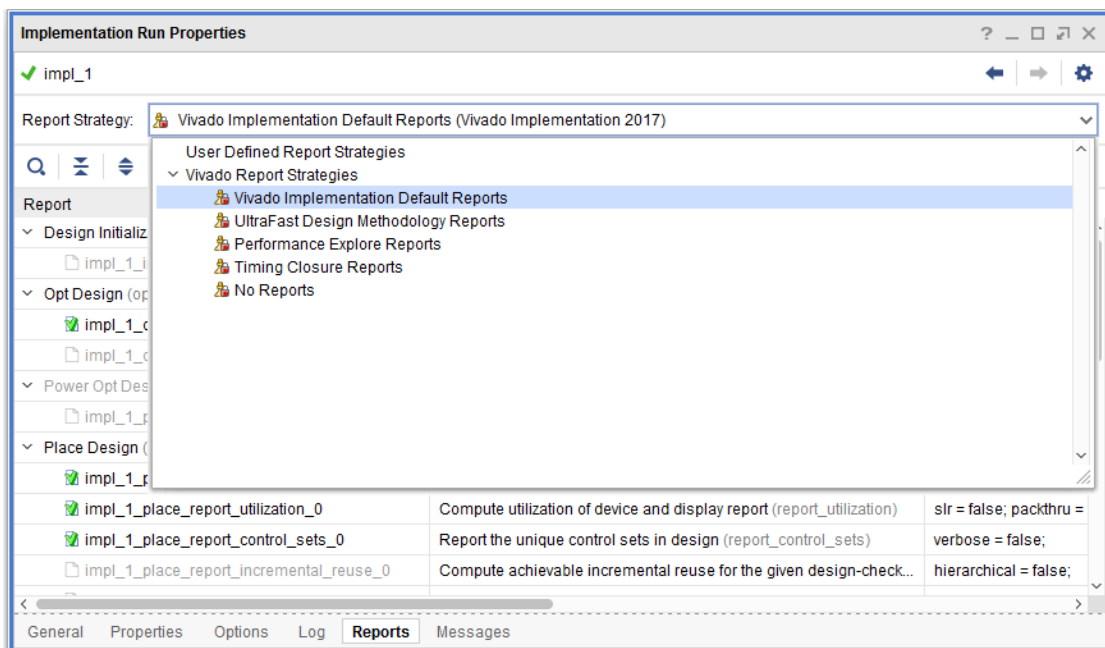 Implementation Run Properties
impl_1
Report Strategy: Vivado Implementation Default Reports (Vivado Implementation 2017)
User Defined Report Strategies
Vivado Report Strategies
Vivado Implementation Default Reports
UltraFast Design Methodology Reports
Performance Explore Reports
Timing Closure Reports
No Reports
Report
Design Initializ
impl_1_i
Opt Design (op
impl_1_o
impl_1_o
Power Opt Des
impl_1_p
Place Design (
impl_1_p
impl_1_place_report_utilization_0 Compute utilization of device and display report (report_utilization) slr = false; packthru =
impl_1_place_report_control_sets_0 Report the unique control sets in design (report_control_sets) verbose = false;
impl_1_place_report_incremental_reuse_0 Compute achievable incremental reuse for the given design-check... hierarchical = false;
General Properties Options Log Reports Messages